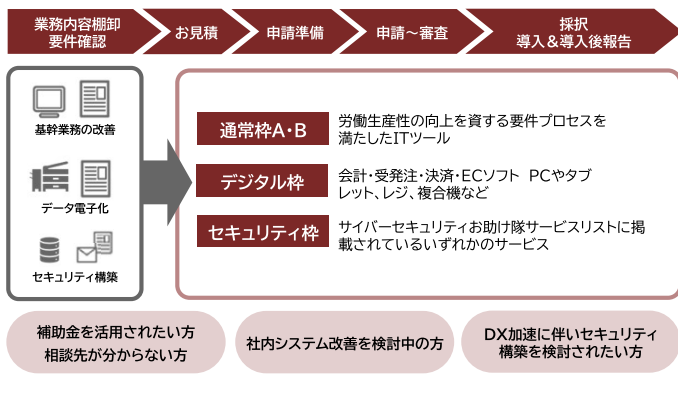 業務内容棚卸
要件確認
お見積
申請準備
申請～審査
採択
導入＆導入後報告
基幹業務の改善
データ電子化
セキュリティ構築
通常枠A・B
労働生産性の向上を資する要件プロセスを
満たしたITツール
デジタル枠
会計・受発注・決済・ECソフト PCやタブ
レット、レジ、複合機など
セキュリティ枠
サイバーセキュリティお助け隊サービスリストに掲
載されているいずれかのサービス
補助金を活用されたい方
相談先が分からない方
社内システム改善を検討中の方
DX加速に伴いセキュリティ
構築を検討されたい方